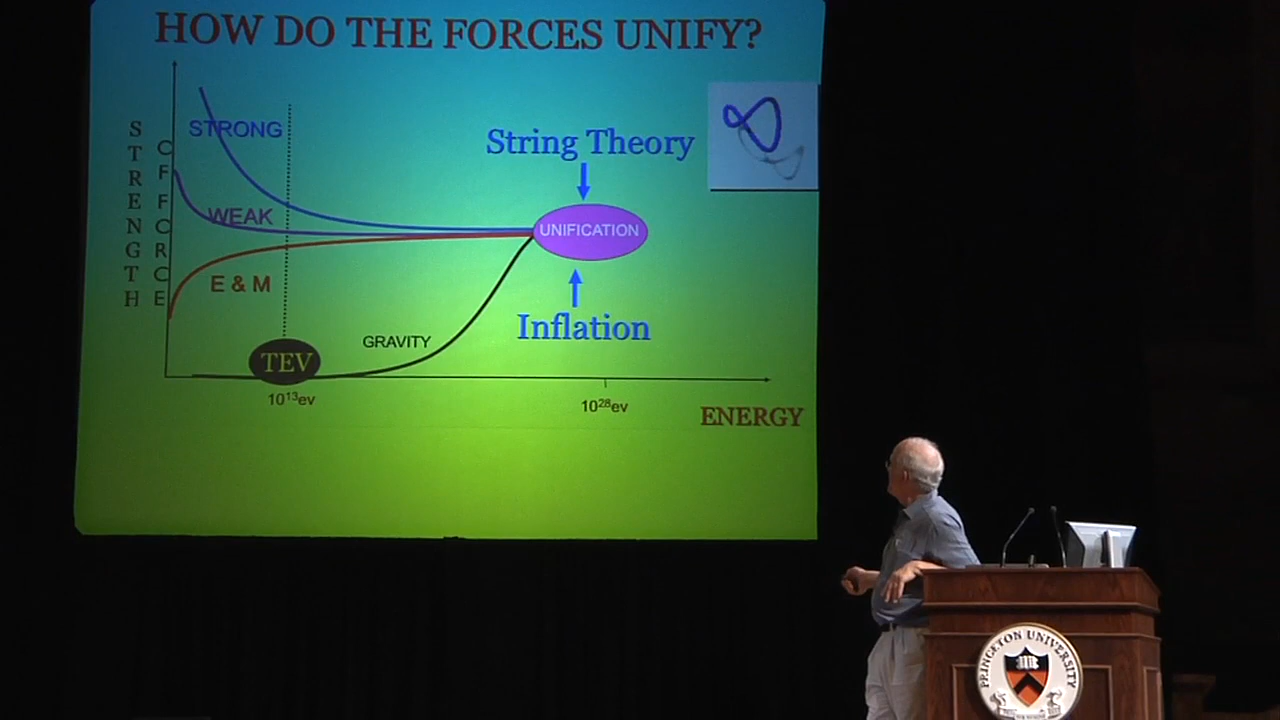 HOW DO THE FORCES UNIFY?
STRENGTH
OF FORCE
STRONG
WEAK
E & M
GRAVITY
TEV
String Theory
UNIFICATION
Inflation
10¹³ev
10²⁸ev
ENERGY
PRINCETON UNIVERSITY